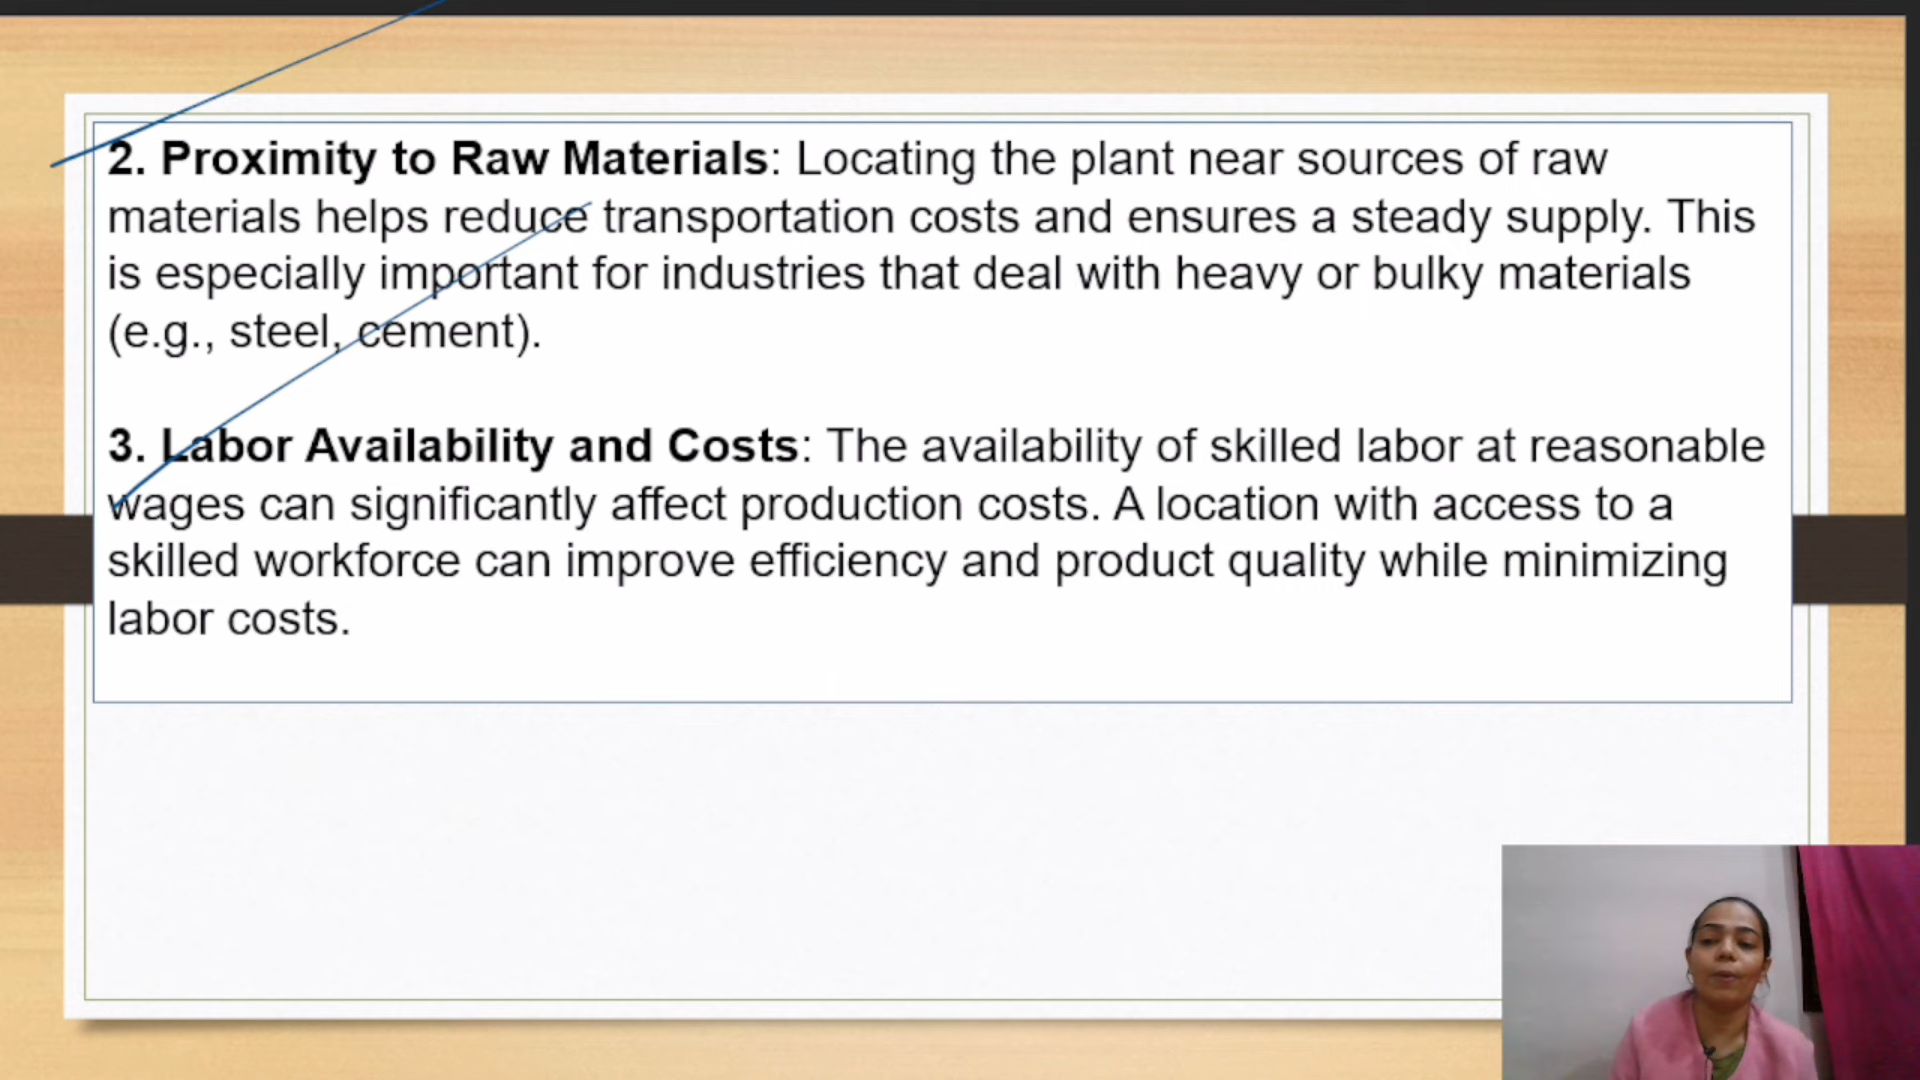 2. Proximity to Raw Materials: Locating the plant near sources of raw
materials helps reduce transportation costs and ensures a steady supply. This
is especially important for industries that deal with heavy or bulky materials
(e.g., steel, cement).
3. Labor Availability and Costs: The availability of skilled labor at reasonable
wages can significantly affect production costs. A location with access to a
skilled workforce can improve efficiency and product quality while minimizing
labor costs.